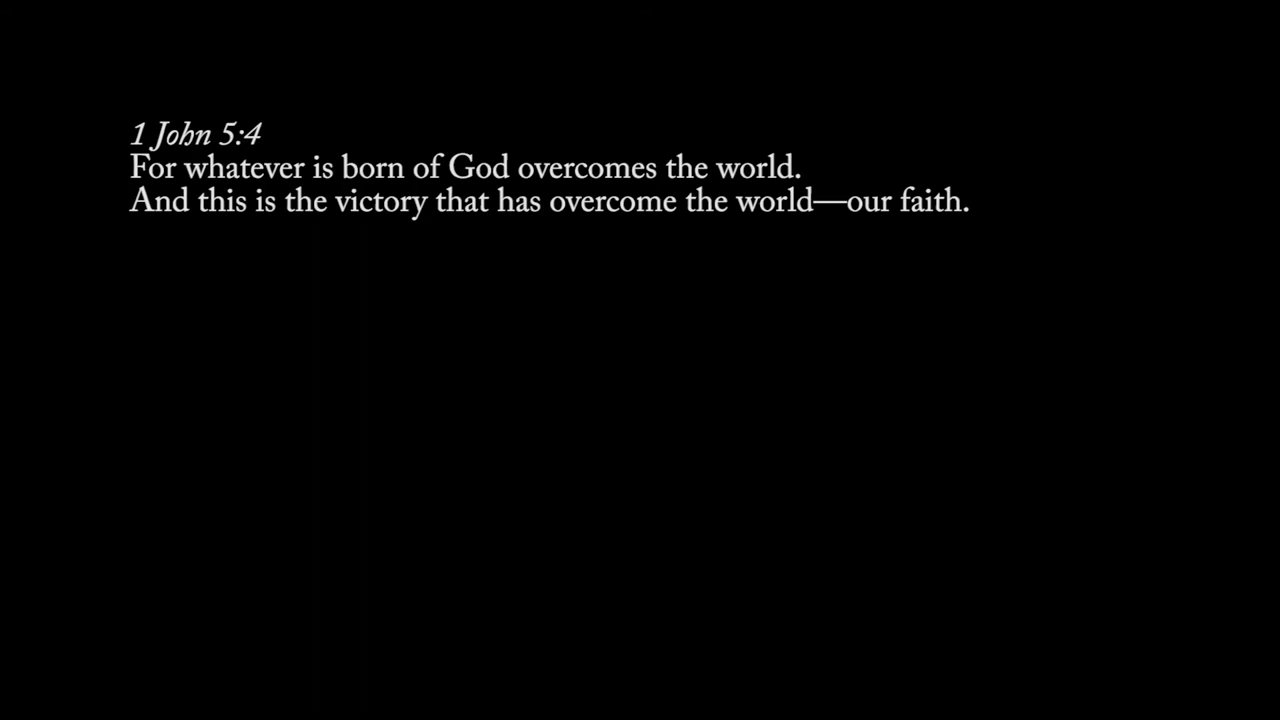 1 John 5:4
For whatever is born of God overcomes the world.
And this is the victory that has overcome the world—our faith.